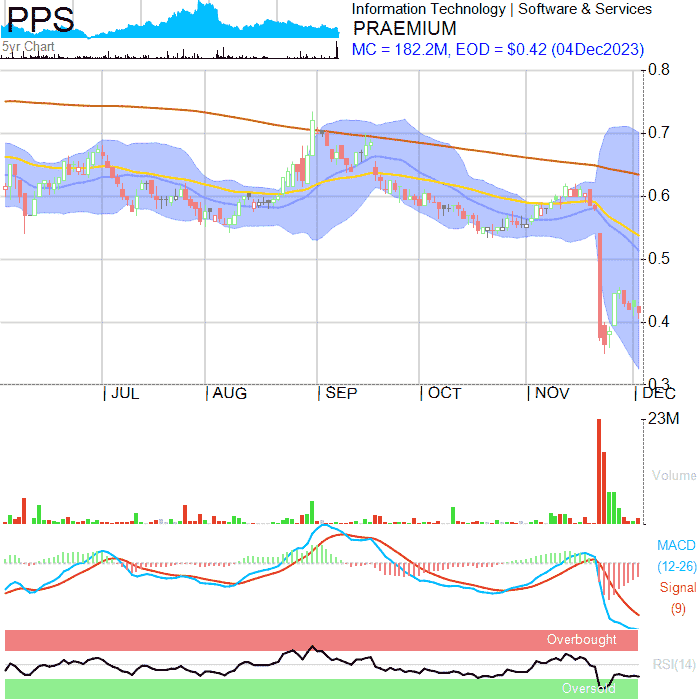 PPS
5yr Chart
Information Technology | Software & Services
PRAEMIUM
MC = 182.2M, EOD = $0.42 (04Dec2023)
0.8
0.7
0.6
0.5
0.4
0.3
JUL
AUG
SEP
OCT
NOV
DEC
23M
Volume
MACD
(12-26)
Signal
(9)
Overbought
RSI(14)
Oversold